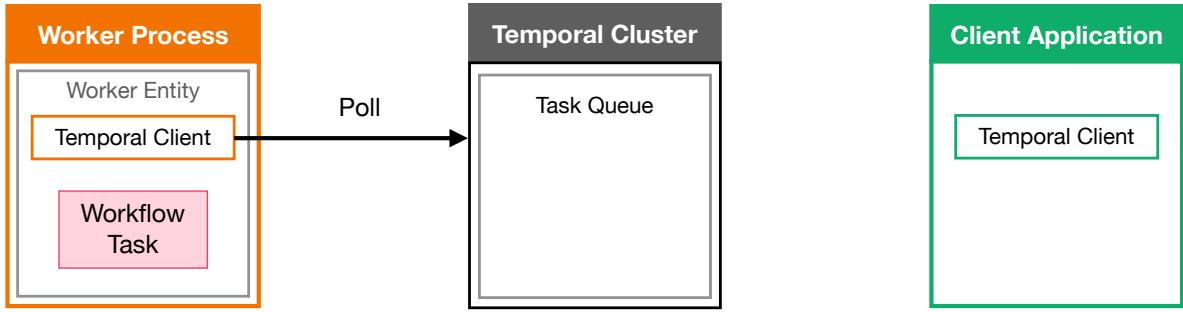 Worker Process
Worker Entity
Temporal Client
Workflow
Task
Poll
Temporal Cluster
Task Queue
Client Application
Temporal Client